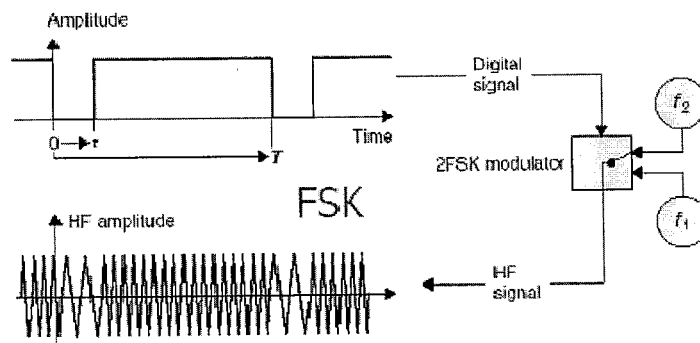 Amplitude
Digital
signal
f2
0 τ
Time
T
2FSK modulator
FSK
HF amplitude
f1
HF
signal